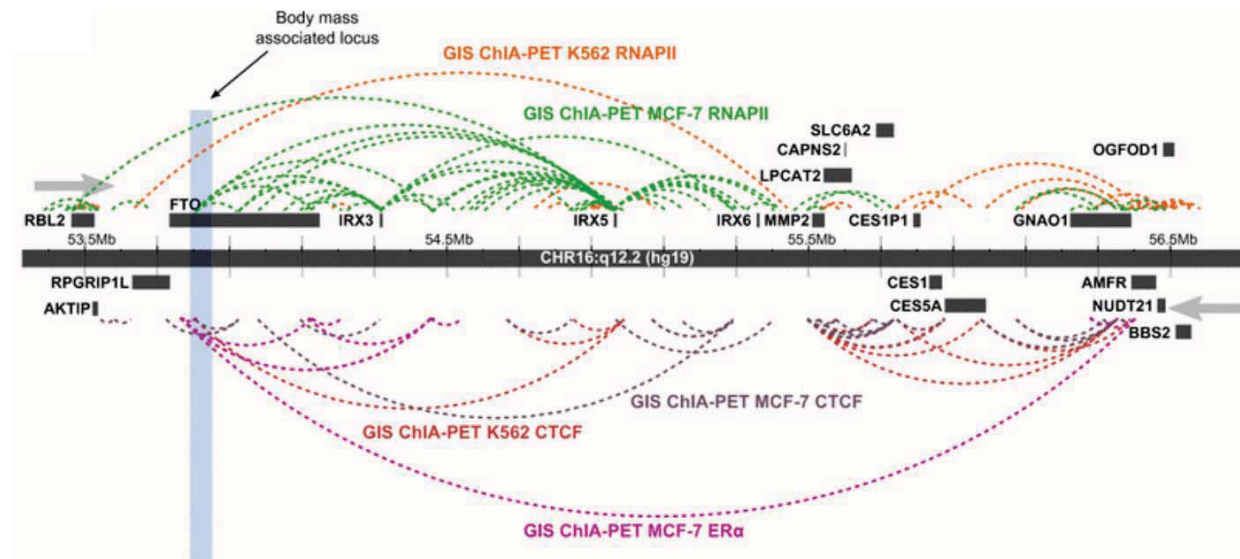 Body mass
associated locus
GIS ChIA-PET K562 RNAPII
GIS ChIA-PET MCF-7 RNAPII
SLC6A2
CAPNS2
OGFOD1
LPCAT2
FTO
RBL2
IRX3
IRX5
IRX6
MMP2
CES1P1
GNAO1
53.5Mb
54.5Mb
55.5Mb
56.5Mb
CHR16:q12.2 (hg19)
RPGRIP1L
CES1
AMFR
AKTIP
CES5A
NUDT21
BBS2
GIS ChIA-PET MCF-7 CTCF
GIS ChIA-PET K562 CTCF
GIS ChIA-PET MCF-7 ERα